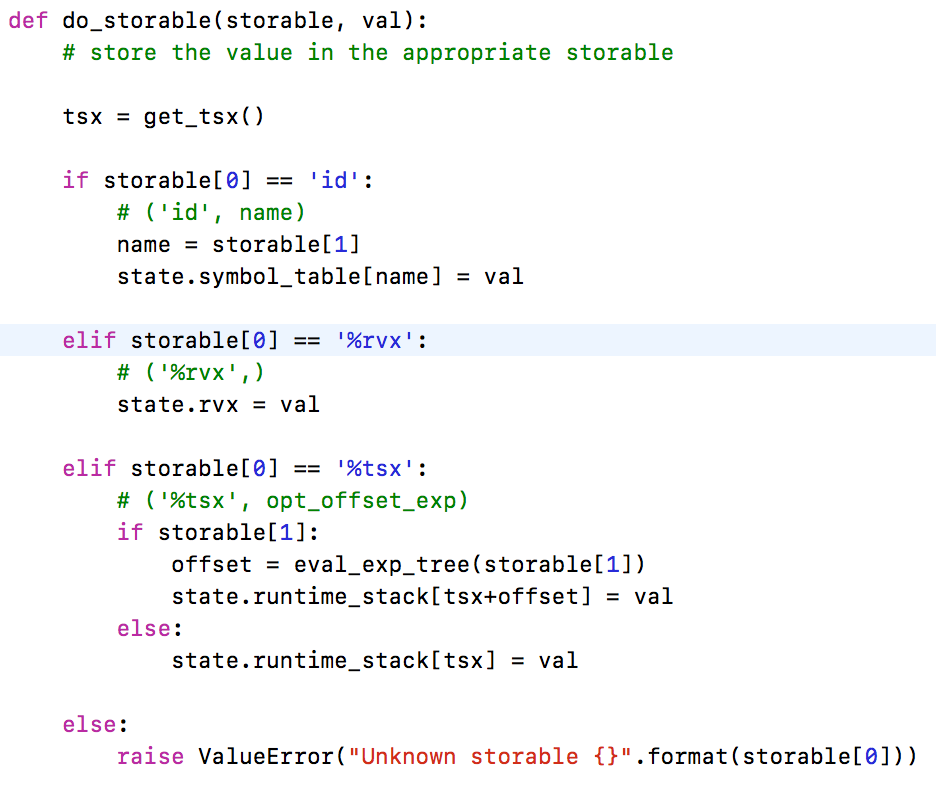 def do_storable(storable, val):
    # store the value in the appropriate storable

    tsx = get_tsx()

    if storable[0] == 'id':
        # ('id', name)
        name = storable[1]
        state.symbol_table[name] = val

    elif storable[0] == '%rvx':
        # ('%rvx',)
        state.rvx = val

    elif storable[0] == '%tsx':
        # ('%tsx', opt_offset_exp)
        if storable[1]:
            offset = eval_exp_tree(storable[1])
            state.runtime_stack[tsx+offset] = val
        else:
            state.runtime_stack[tsx] = val

    else:
        raise ValueError("Unknown storable {}".format(storable[0]))